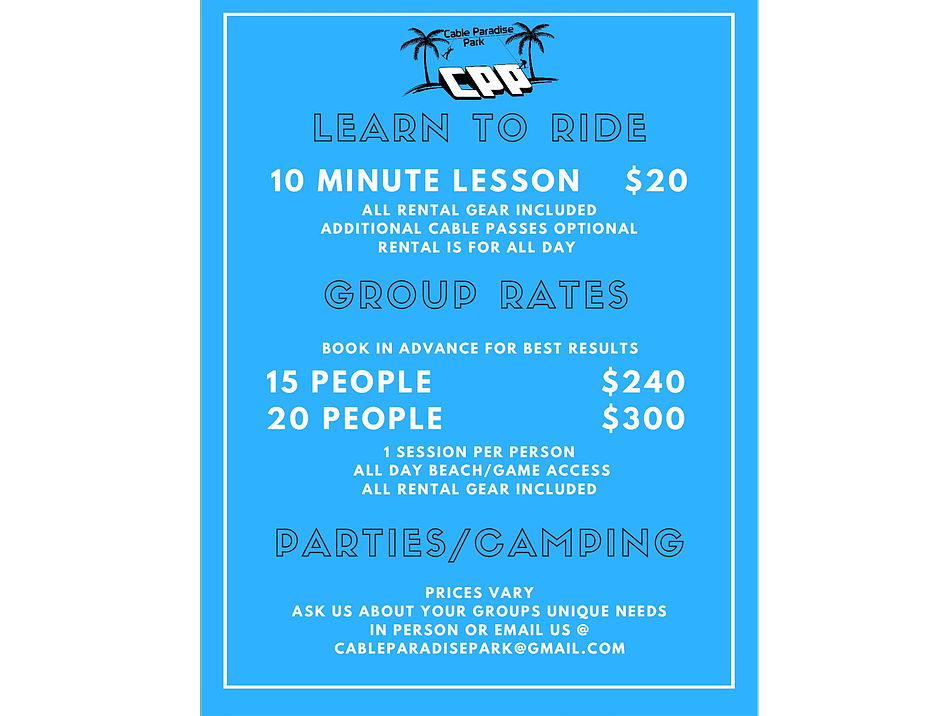 Cable Paradise
Park
CPP
LEARN TO RIDE
10 MINUTE LESSON $20
ALL RENTAL GEAR INCLUDED
ADDITIONAL CABLE PASSES OPTIONAL
RENTAL IS FOR ALL DAY
GROUP RATES
BOOK IN ADVANCE FOR BEST RESULTS
15 PEOPLE $240
20 PEOPLE $300
1 SESSION PER PERSON
ALL DAY BEACH/GAME ACCESS
ALL RENTAL GEAR INCLUDED
PARTIES/CAMPING
PRICES VARY
ASK US ABOUT YOUR GROUPS UNIQUE NEEDS
IN PERSON OR EMAIL US @
CABLEPARADISEPARK@GMAIL.COM